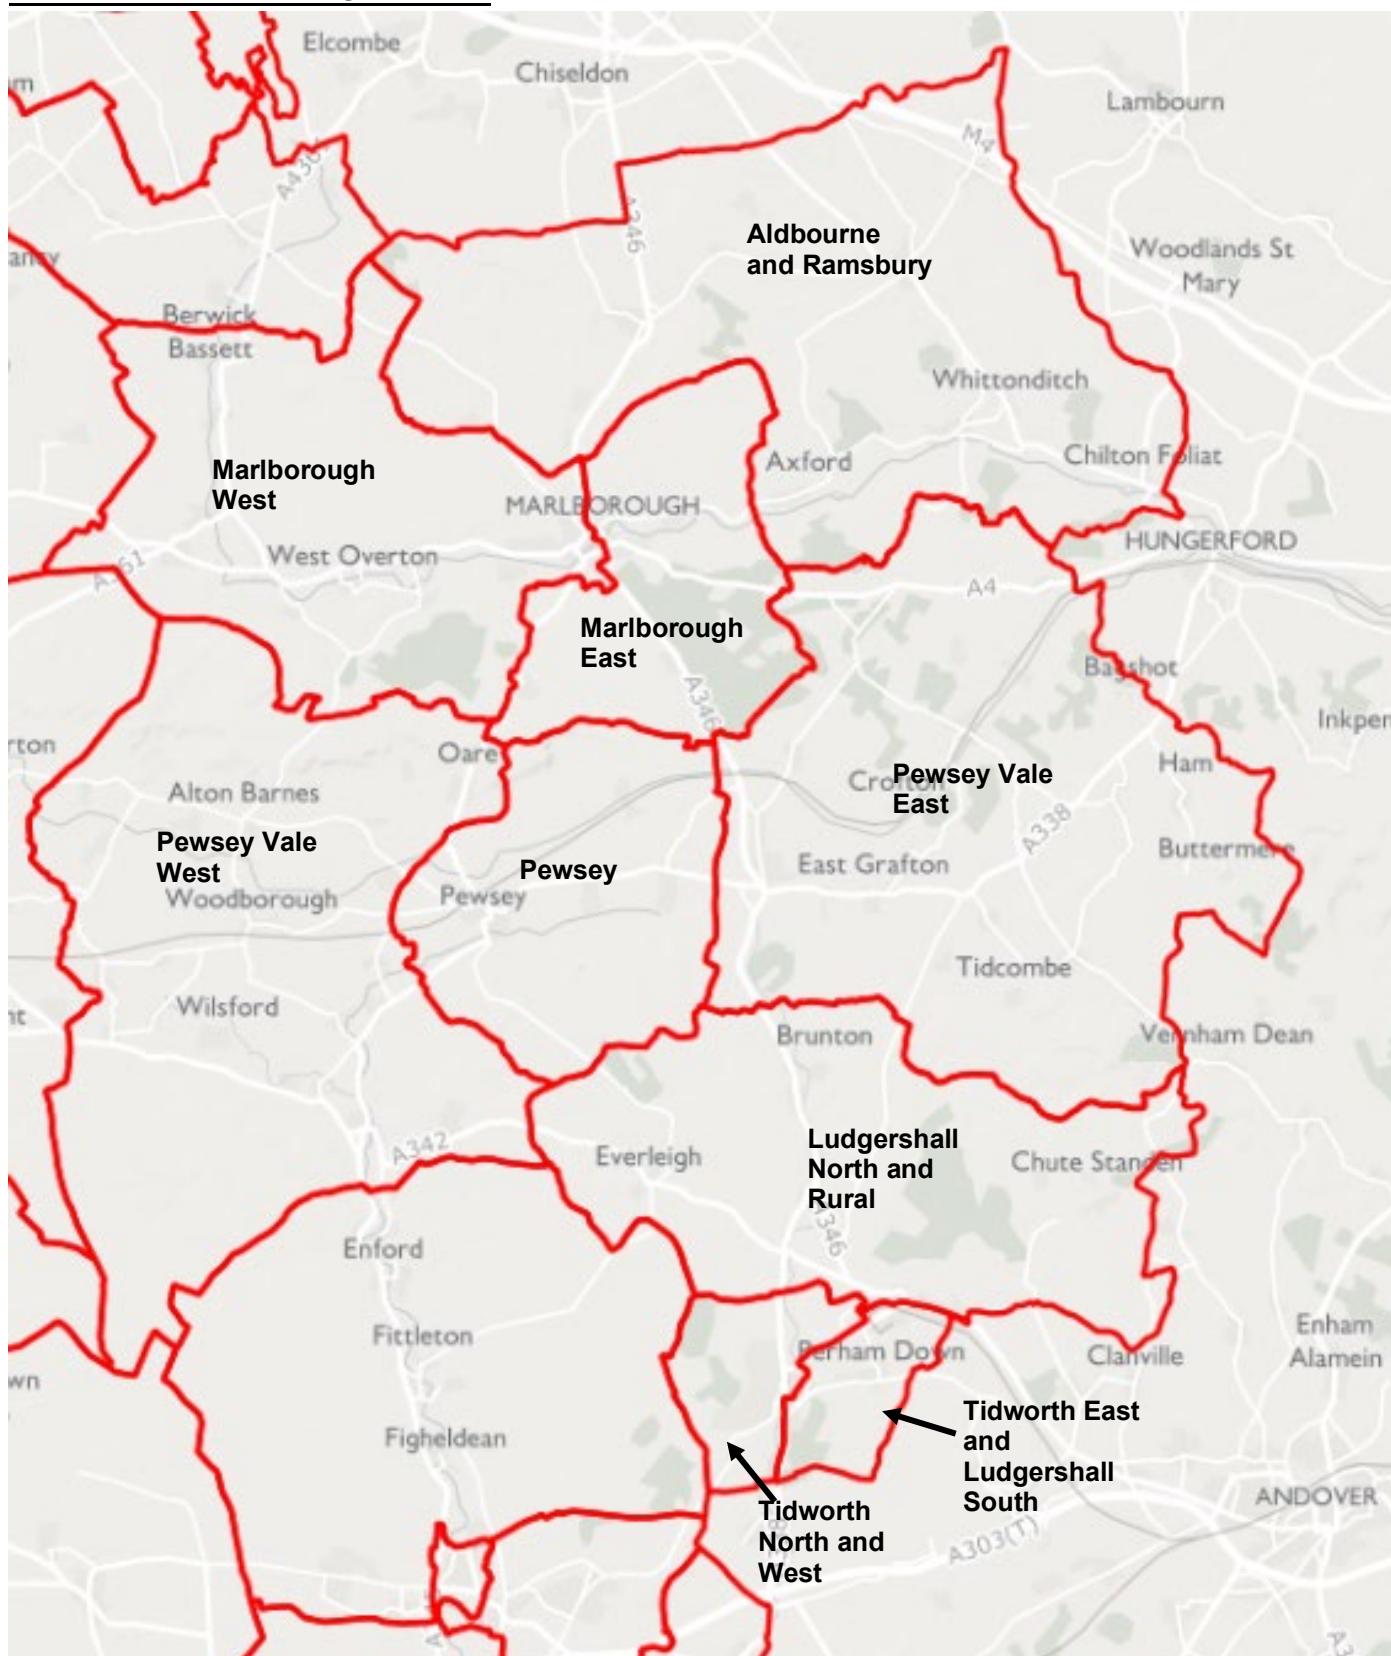 Elcombe
Chiseldon
Lambourn
M4
A346
Aldbourne
and Ramsbury
Woodlands St
Mary
Berwick
Bassett
Whittonditch
Marlborough
West
Axford
Chilton Foliat
MARLBOROUGH
HUNGERFORD
West Overton
A361
A4
Marlborough
East
Bagshot
A346
Inkpen
Oare
Ham
Alton Barnes
Crofton
Pewsey Vale
East
A338
Pewsey Vale
West
Buttermere
East Grafton
Pewsey
Woodborough
Pewsey
Tidcombe
Wilsford
Brunton
Vernham Dean
A342
Everleigh
Ludgershall
North and
Rural
Chute Standen
A346
Enford
Fittleton
Perham Down
Clanville
Enham
Alamein
Tidworth East
and
Ludgershall
South
Figheldean
ANDOVER
Tidworth
North and
West
A303(T)